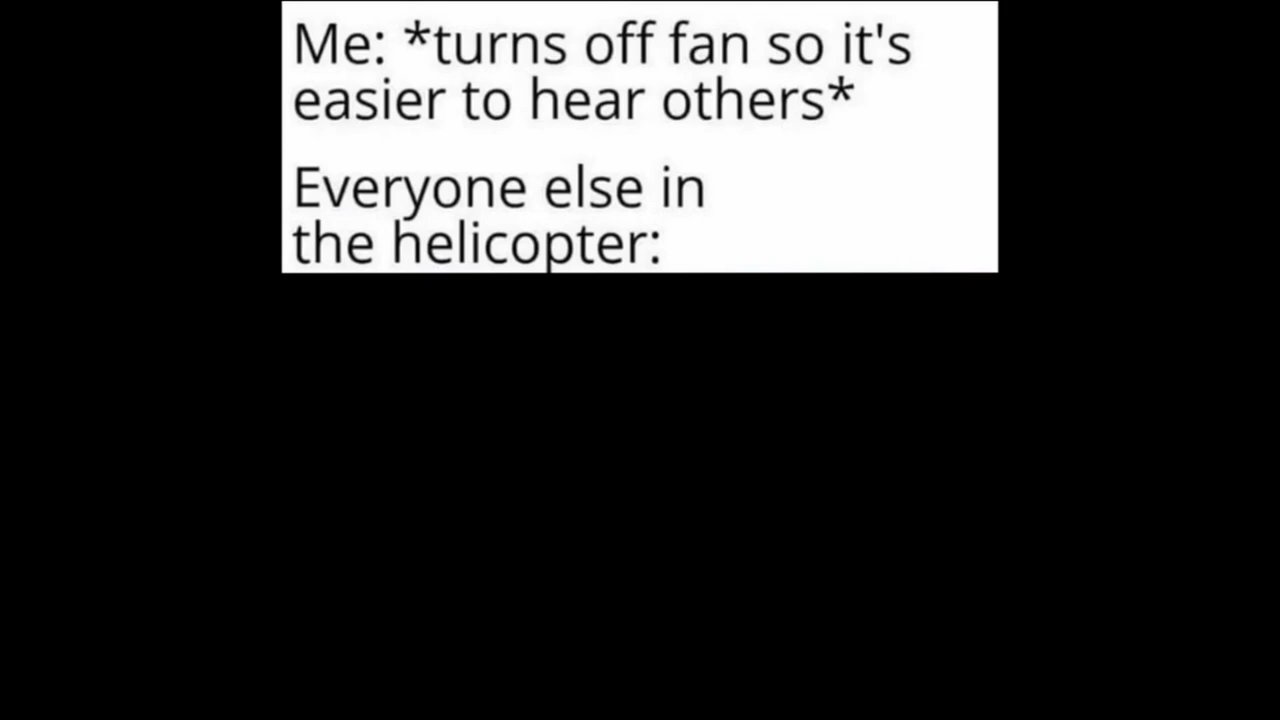 Me: *turns off fan so it's
easier to hear others*
Everyone else in
the helicopter: